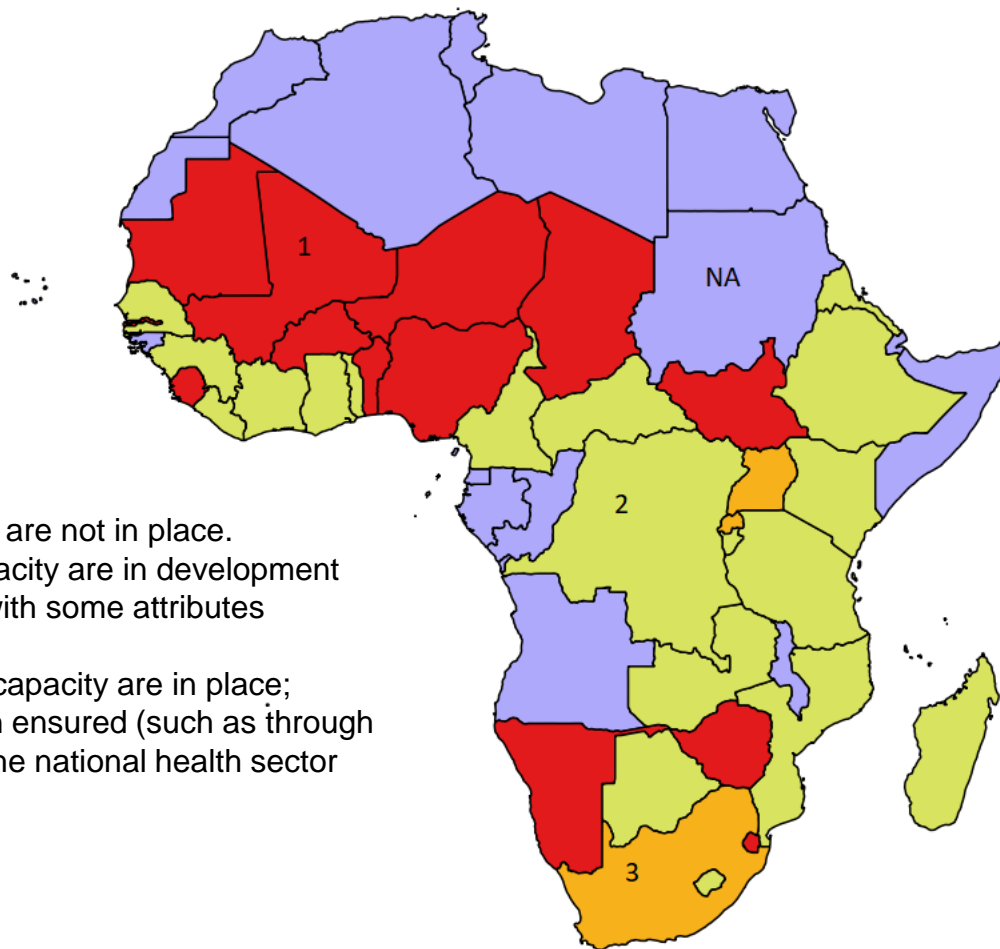 1
NA
2
are not in place.
acity are in development
with some attributes
capacity are in place;
ensured (such as through
he national health sector
3